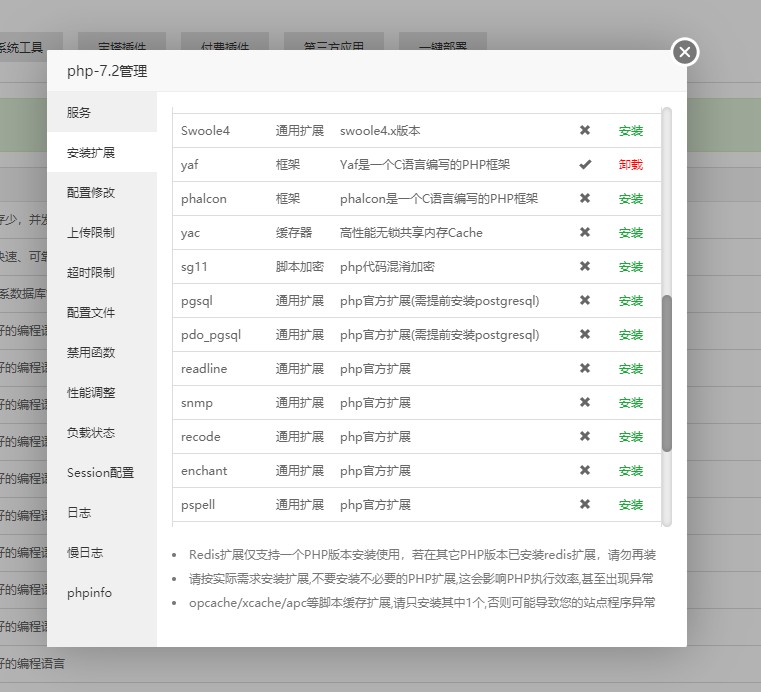 系统工具 宝塔插件 付费插件 第三方应用 一键部署
php-7.2管理
服务
安装扩展
配置修改
上传限制
超时限制
配置文件
禁用函数
性能调整
负载状态
Session配置
日志
慢日志
phpinfo
Swoole4 通用扩展 swoole4.x版本 ✖ 安装
yaf 框架 Yaf是一个C语言编写的PHP框架 ✔ 卸载
phalcon 框架 phalcon是一个C语言编写的PHP框架 ✖ 安装
yac 缓存器 高性能无锁共享内存Cache ✖ 安装
sg11 脚本加密 php代码混淆加密 ✖ 安装
pgsql 通用扩展 php官方扩展(需提前安装postgresql) ✖ 安装
pdo_pgsql 通用扩展 php官方扩展(需提前安装postgresql) ✖ 安装
readline 通用扩展 php官方扩展 ✖ 安装
snmp 通用扩展 php官方扩展 ✖ 安装
recode 通用扩展 php官方扩展 ✖ 安装
enchant 通用扩展 php官方扩展 ✖ 安装
pspell 通用扩展 php官方扩展 ✖ 安装
• Redis扩展仅支持一个PHP版本安装使用，若在其它PHP版本已安装redis扩展，请勿再装
• 请按实际需求安装扩展,不要安装不必要的PHP扩展,这会影响PHP执行效率,甚至出现异常
• opcache/xcache/apc等脚本缓存扩展,请只安装其中1个,否则可能导致您的站点程序异常
存少，并发
快速、可靠
系数据库
好的编程语
好的编程语
好的编程语
好的编程语
好的编程语
好的编程语
好的编程语
好的编程语
好的编程语
好的编程语言